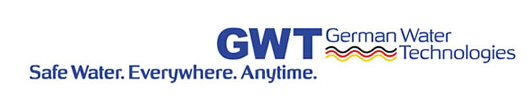 GWT German Water
Technologies
Safe Water. Everywhere. Anytime.